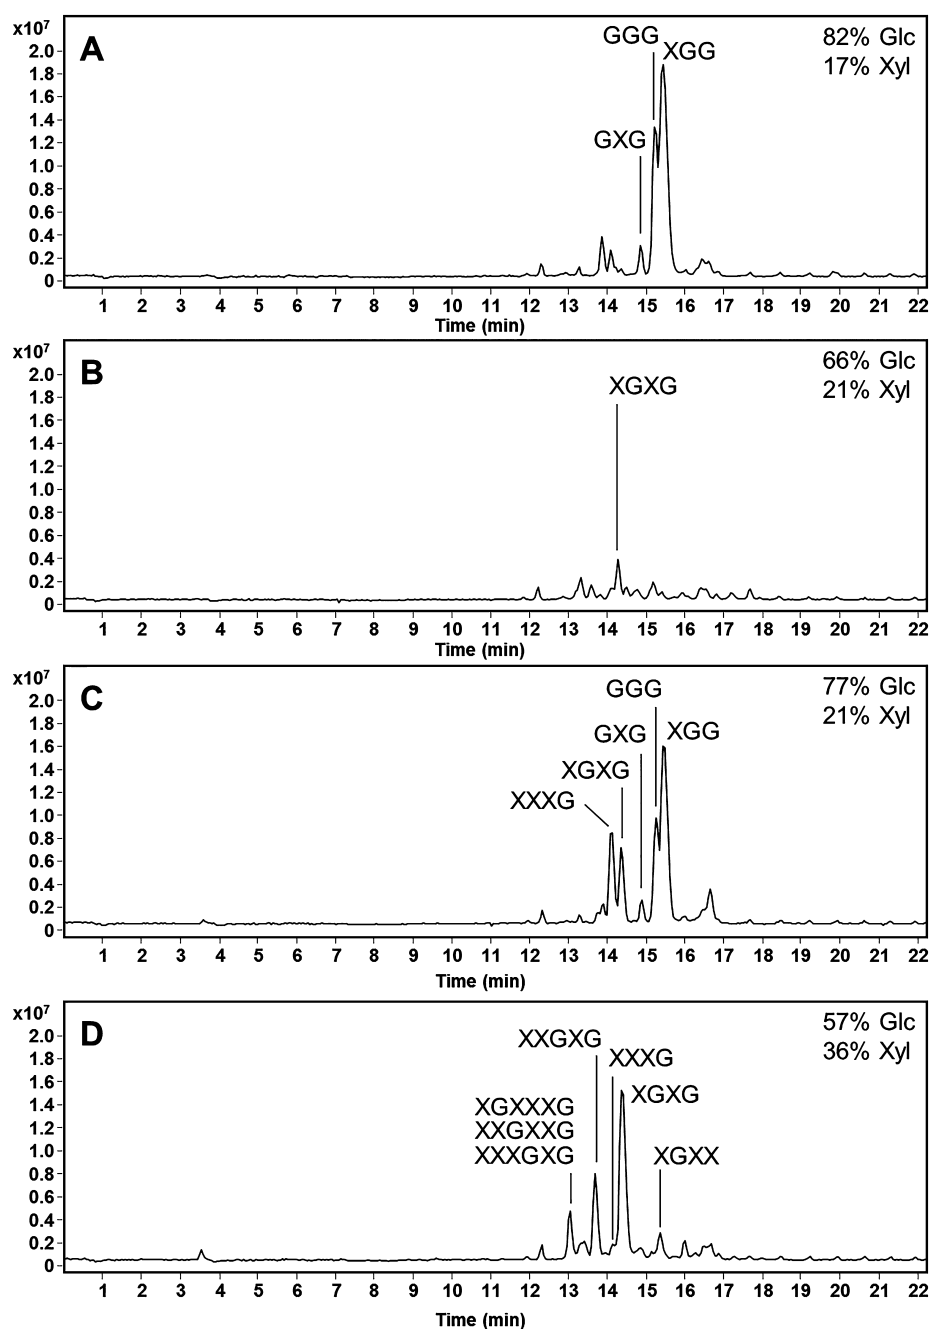 x10⁷
A
GGG
XGG
82% Glc
17% Xyl
GXG
2.0
1.8
1.6
1.4
1.2
1.0
0.8
0.6
0.4
0.2
0
1 2 3 4 5 6 7 8 9 10 11 12 13 14 15 16 17 18 19 20 21 22
Time (min)
x10⁷
B
XGXG
66% Glc
21% Xyl
2.0
1.8
1.6
1.4
1.2
1.0
0.8
0.6
0.4
0.2
0
1 2 3 4 5 6 7 8 9 10 11 12 13 14 15 16 17 18 19 20 21 22
Time (min)
x10⁷
C
GGG
XGG
GXG
XGXG
XXXG
77% Glc
21% Xyl
2.0
1.8
1.6
1.4
1.2
1.0
0.8
0.6
0.4
0.2
0
1 2 3 4 5 6 7 8 9 10 11 12 13 14 15 16 17 18 19 20 21 22
Time (min)
x10⁷
D
XXGXG
XXXG
XGXG
XGXXXG
XXGXXG
XXXGXG
XGXX
57% Glc
36% Xyl
2.0
1.8
1.6
1.4
1.2
1.0
0.8
0.6
0.4
0.2
0
1 2 3 4 5 6 7 8 9 10 11 12 13 14 15 16 17 18 19 20 21 22
Time (min)